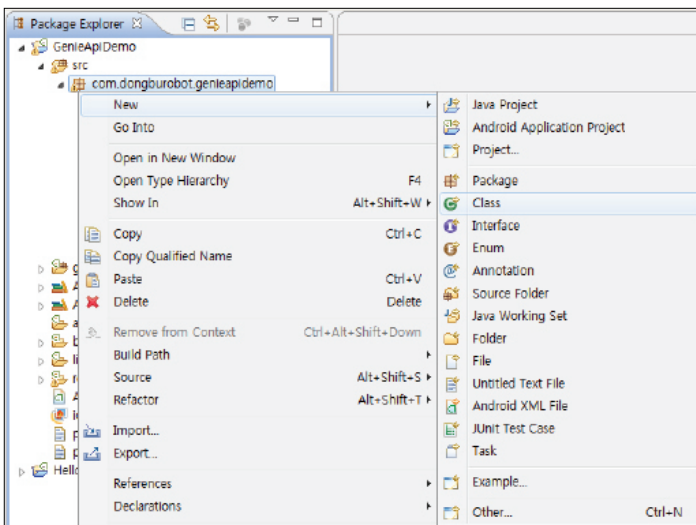 Package Explorer
GenieApiDemo
src
com.dongburobot.genieapidemo
New
Go Into
Open in New Window
Open Type Hierarchy F4
Show In Alt+Shift+W
Copy Ctrl+C
Copy Qualified Name
Paste Ctrl+V
Delete Delete
Remove from Context Ctrl+Alt+Shift+Down
Build Path
Source Alt+Shift+S
Refactor Alt+Shift+T
Import...
Export...
References
Declarations
Java Project
Android Application Project
Project...
Package
Class
Interface
Enum
Annotation
Source Folder
Java Working Set
Folder
File
Untitled Text File
Android XML File
JUnit Test Case
Task
Example...
Other... Ctrl+N